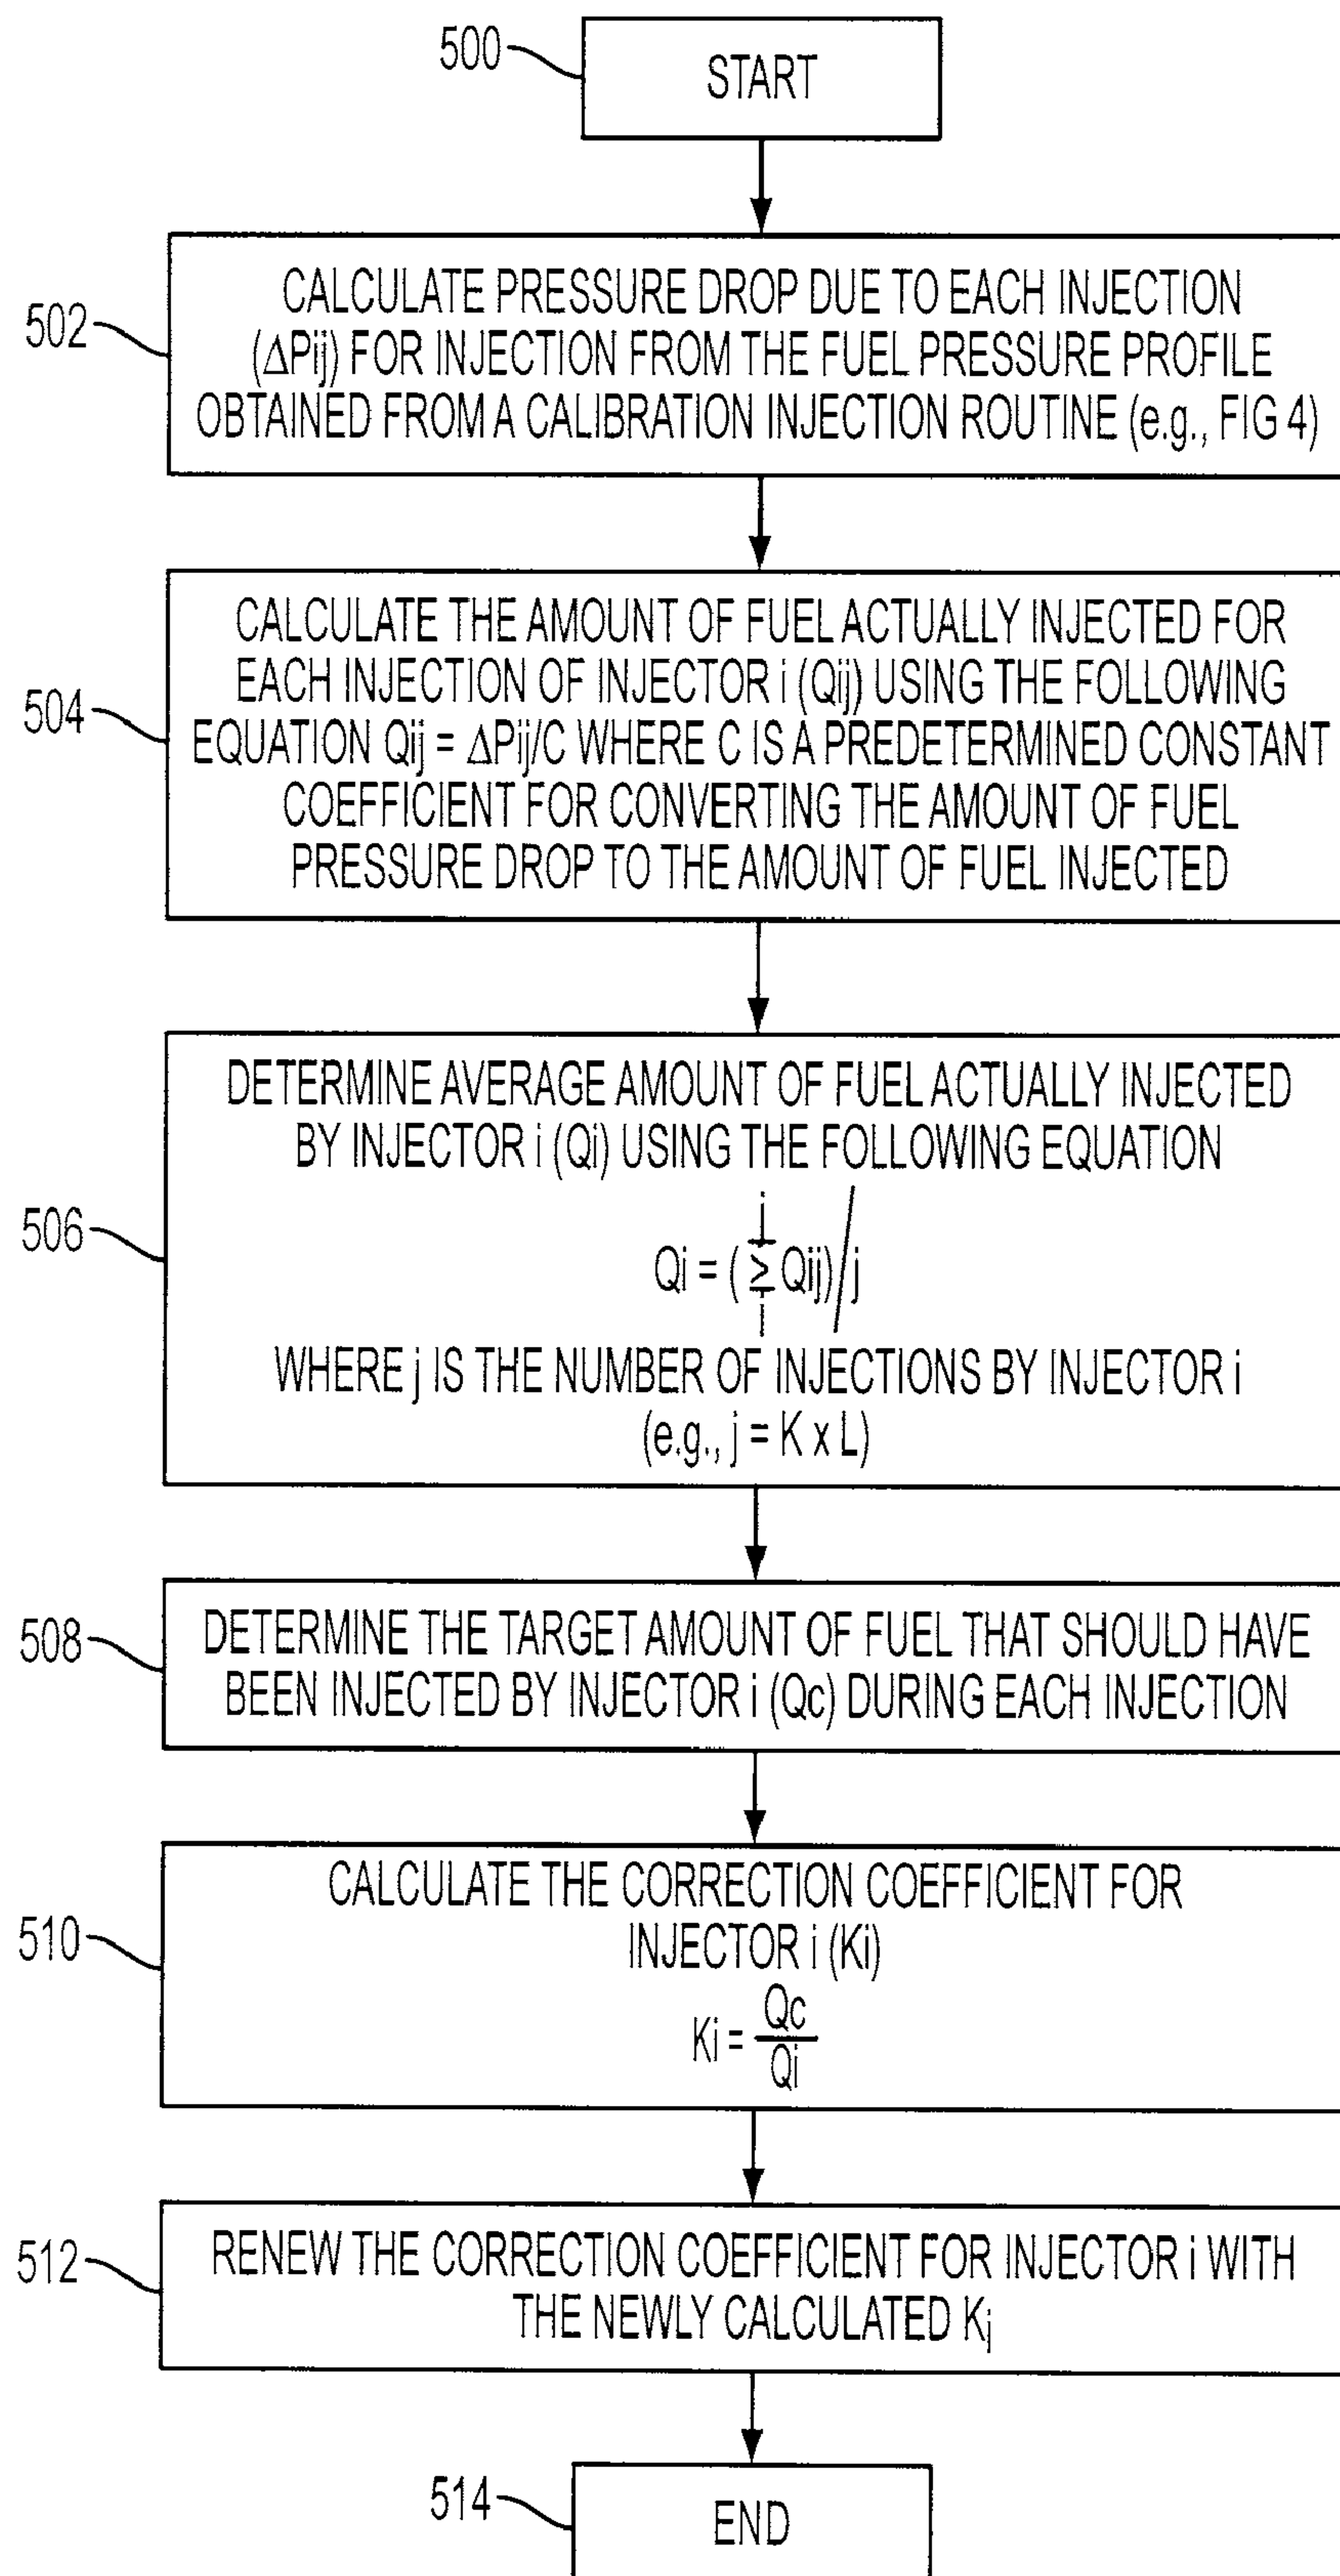 500
START
502
CALCULATE PRESSURE DROP DUE TO EACH INJECTION
(ΔPij) FOR INJECTION FROM THE FUEL PRESSURE PROFILE
OBTAINED FROM A CALIBRATION INJECTION ROUTINE (e.g., FIG 4)
504
CALCULATE THE AMOUNT OF FUEL ACTUALLY INJECTED FOR
EACH INJECTION OF INJECTOR i (Qij) USING THE FOLLOWING
EQUATION Qij = ΔPij/C WHERE C IS A PREDETERMINED CONSTANT
COEFFICIENT FOR CONVERTING THE AMOUNT OF FUEL
PRESSURE DROP TO THE AMOUNT OF FUEL INJECTED
506
DETERMINE AVERAGE AMOUNT OF FUEL ACTUALLY INJECTED
BY INJECTOR i (Qi) USING THE FOLLOWING EQUATION
j
Qi = ( Σ Qij) / j
i
WHERE j IS THE NUMBER OF INJECTIONS BY INJECTOR i
(e.g., j = K x L)
508
DETERMINE THE TARGET AMOUNT OF FUEL THAT SHOULD HAVE
BEEN INJECTED BY INJECTOR i (Qc) DURING EACH INJECTION
510
CALCULATE THE CORRECTION COEFFICIENT FOR
INJECTOR i (Ki)
Ki = Qc/Qi
512
RENEW THE CORRECTION COEFFICIENT FOR INJECTOR i WITH
THE NEWLY CALCULATED Kj
514
END